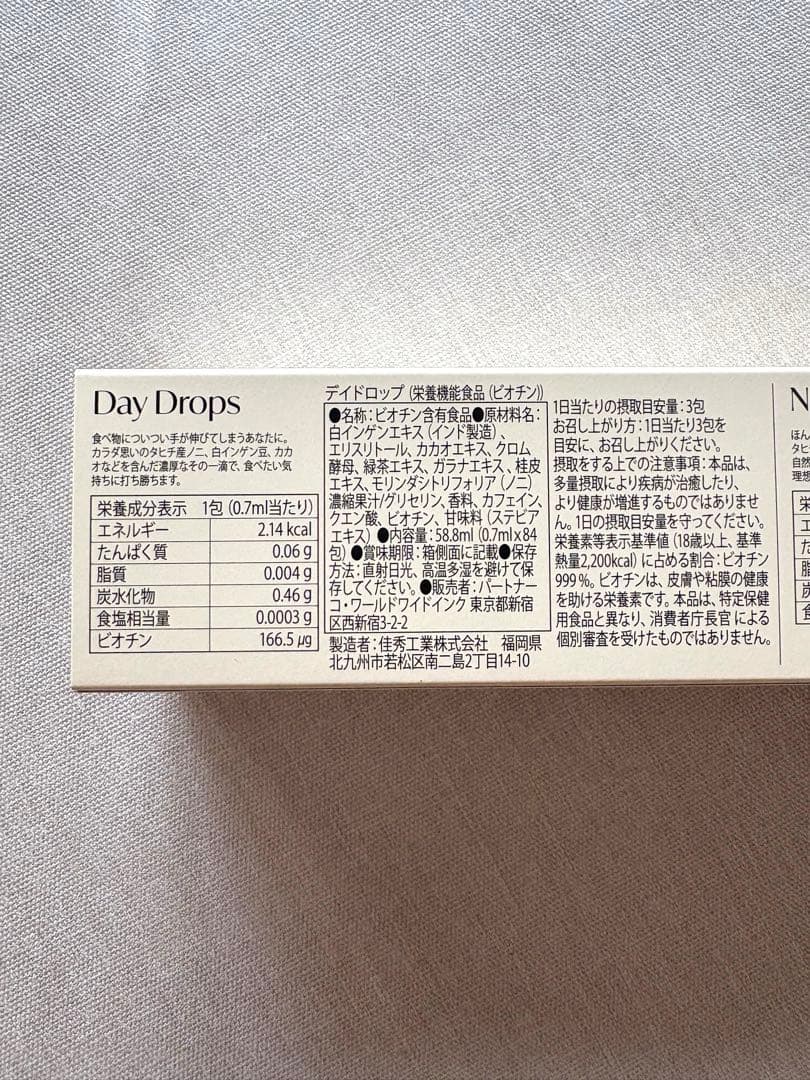 Day Drops
食べ物についつい手が伸びてしまうあなたに。
カラダ思いのタヒチ産ノニ、白インゲン豆、カカ
オなどを含んだ濃厚なその一滴で、食べたい気
持ちに打ち勝ちます。
栄養成分表示 1包 (0.7ml当たり)
エネルギー 2.14 kcal
たんぱく質 0.06 g
脂質 0.004 g
炭水化物 0.46 g
食塩相当量 0.0003 g
ビオチン 166.5 μg
デイドロップ (栄養機能食品 (ビオチン))
●名称:ビオチン含有食品●原材料名:
白インゲンエキス (インド製造)、
エリスリトール、カカオエキス、クロム
酵母、緑茶エキス、ガラナエキス、桂皮
エキス、モリンダシトリフォリア (ノニ)
濃縮果汁/グリセリン、香料、カフェイン、
クエン酸、ビオチン、甘味料 (ステビア
エキス) ●内容量:58.8ml (0.7ml x 84
包) ●賞味期限:箱側面に記載●保存
方法:直射日光、高温多湿を避けて保
存してください。●販売者:パートナー
コ・ワールドワイドインク 東京都新宿
区西新宿3-2-2
製造者:佳秀工業株式会社 福岡県
北九州市若松区南二島2丁目14-10
1日当たりの摂取目安量:3包
お召し上がり方:1日当たり3包を
目安に、お召し上がりください。
摂取をする上での注意事項:本品は、
多量摂取により疾病が治癒したり、
より健康が増進するものではありませ
ん。1日の摂取目安量を守ってください。
栄養素等表示基準値 (18歳以上、基準
熱量2,200kcal) に占める割合:ビオチン
999 %。ビオチンは、皮膚や粘膜の健康
を助ける栄養素です。本品は、特定保健
用食品と異なり、消費者庁長官 による
個別審査を受けたものではありません。
N
ほん
タヒ
自然
理想
栄
エ
た
脂
炭
食